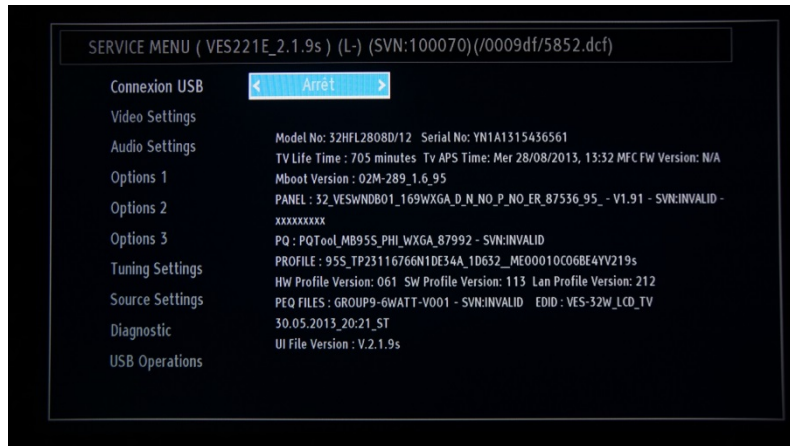 SERVICE MENU ( VES221E_2.1.9s ) (L-) (SVN:100070)(/0009df/5852.dcf)
Connexion USB < Arrêt >
Video Settings
Audio Settings
Options 1
Options 2
Options 3
Tuning Settings
Source Settings
Diagnostic
USB Operations
Model No: 32HFL2808D/12 Serial No: YN1A1315436561
TV Life Time : 705 minutes Tv APS Time: Mer 28/08/2013, 13:32 MFC FW Version: N/A
Mboot Version : 02M-289_1.6_95
PANEL : 32_VESWNDB01_169WXGA_D_N_NO_P_NO_ER_87536_95_ - V1.91 - SVN:INVALID -
xxxxxxxxx
PQ : PQTool_MB95S_PHI_WXGA_87992 - SVN:INVALID
PROFILE : 95S_TP23116766N1DE34A_1D632__ME00010C06BE4YV219s
HW Profile Version: 061 SW Profile Version: 113 Lan Profile Version: 212
PEQ FILES : GROUP9-6WATT-V001 - SVN:INVALID EDID : VES-32W_LCD_TV
30.05.2013_20:21_ST
UI File Version : V.2.1.9s